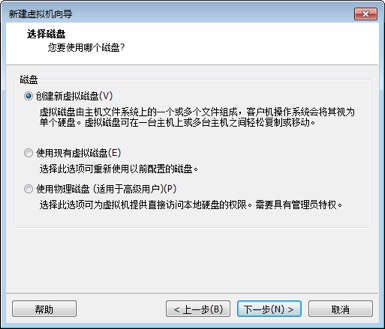 新建虚拟机向导
选择磁盘
您要使用哪个磁盘?
磁盘
创建新虚拟磁盘(V)
虚拟磁盘由主机文件系统上的一个或多个文件组成，客户机操作系统会将其视为
单个硬盘。虚拟磁盘可在一台主机上或多台主机之间轻松复制或移动。
使用现有虚拟磁盘(E)
选择此选项可重新使用以前配置的磁盘。
使用物理磁盘 (适用于高级用户)(P)
选择此选项可为虚拟机提供直接访问本地硬盘的权限。需要具有管理员特权。
帮助
< 上一步(B)
下一步(N) >
取消